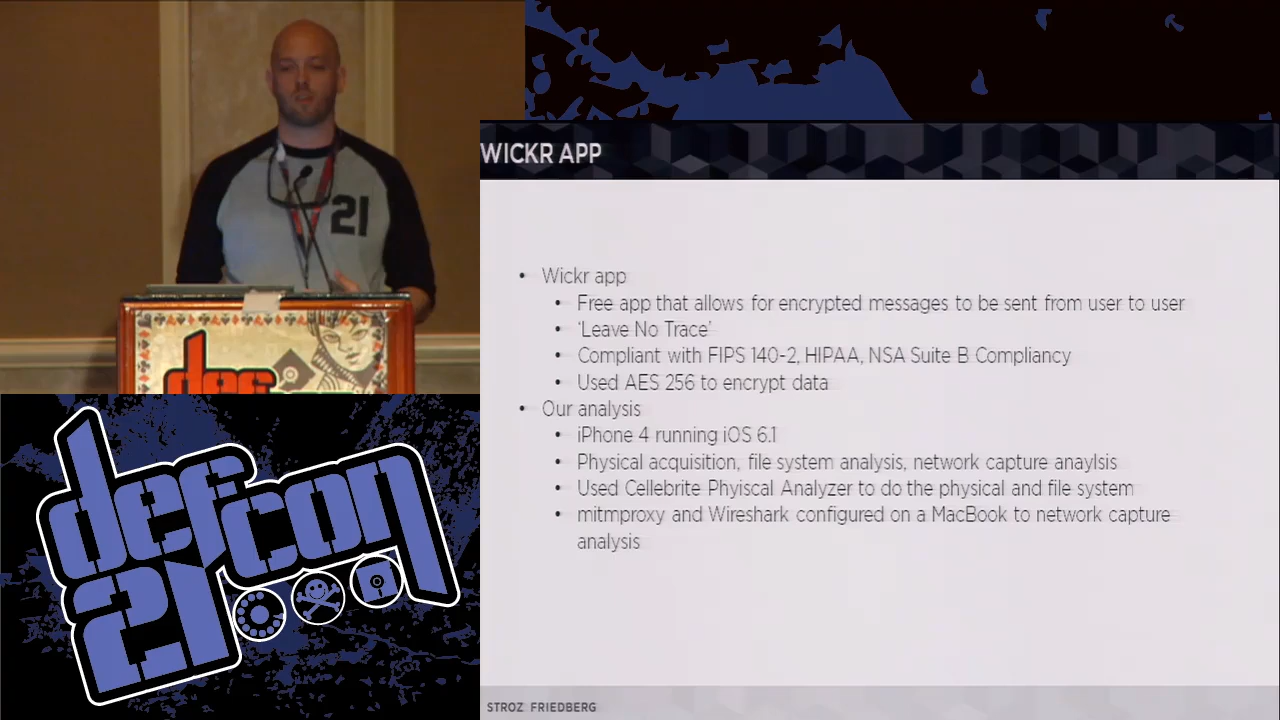 21
def
WICKR APP
• Wickr app
• Free app that allows for encrypted messages to be sent from user to user
• 'Leave No Trace'
• Compliant with FIPS 140-2, HIPAA, NSA Suite B Compliancy
• Used AES 256 to encrypt data
• Our analysis
• iPhone 4 running iOS 6.1
• Physical acquisition, file system analysis, network capture anaylsis
• Used Cellebrite Phyiscal Analyzer to do the physical and file system
• mitmproxy and Wireshark configured on a MacBook to network capture
analysis
defcon
21
STROZ FRIEDBERG